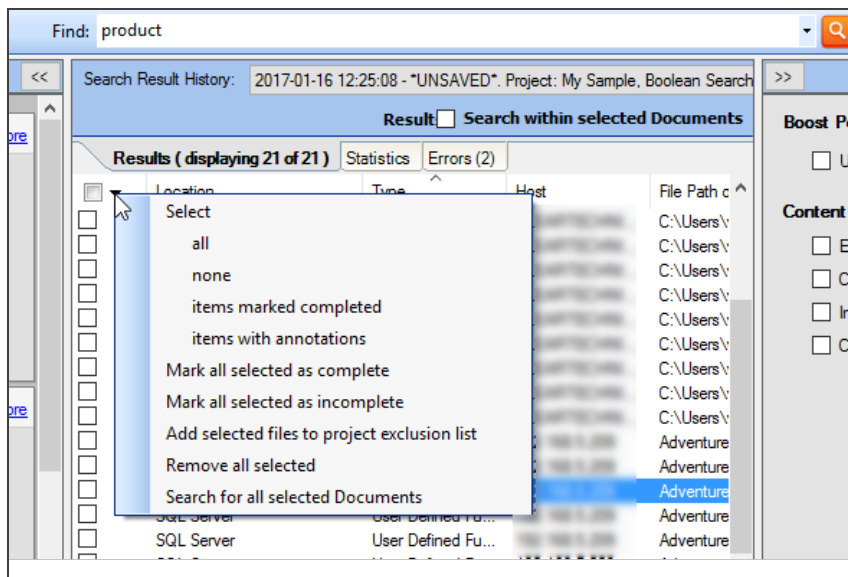 Find: product
<< Search Result History: 2017-01-16 12:25:08 - *UNSAVED*. Project: My Sample, Boolean Search >>
Result: Search within selected Documents
Boost
ore
Results ( displaying 21 of 21 ) Statistics Errors (2)
Location Type Host File Path
Select
all
none
items marked completed
items with annotations
Mark all selected as complete
Mark all selected as incomplete
Add selected files to project exclusion list
Remove all selected
Search for all selected Documents
Content
C:\Users\
C:\Users\
C:\Users\
C:\Users\
C:\Users\
C:\Users\
C:\Users\
C:\Users\
C:\Users\
ore
Adventure
Adventure
Adventure
SQL Server User Defined Fu... Adventure
SQL Server User Defined Fu... Adventure